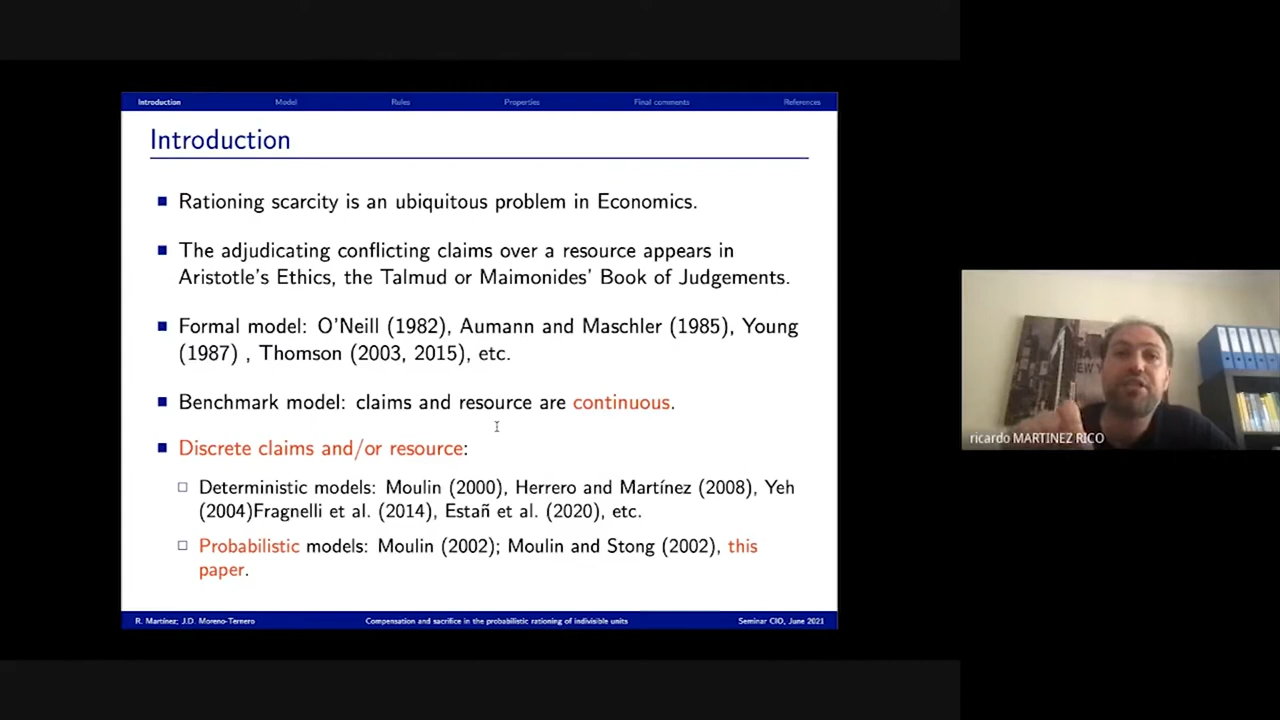 Introduction Model Rules Properties Final comments References
Introduction
Rationing scarcity is an ubiquitous problem in Economics.
The adjudicating conflicting claims over a resource appears in
Aristotle's Ethics, the Talmud or Maimonides' Book of Judgements.
Formal model: O'Neill (1982), Aumann and Maschler (1985), Young
(1987) , Thomson (2003, 2015), etc.
Benchmark model: claims and resource are continuous.
Discrete claims and/or resource:
Deterministic models: Moulin (2000), Herrero and Martínez (2008), Yeh
(2004)Fragnelli et al. (2014), Estañ et al. (2020), etc.
Probabilistic models: Moulin (2002); Moulin and Stong (2002), this
paper.
R. Martínez; J.D. Moreno-Ternero Compensation and sacrifice in the probabilistic rationing of indivisible units Seminar CIO, June 2021
ricardo MARTINEZ RICO